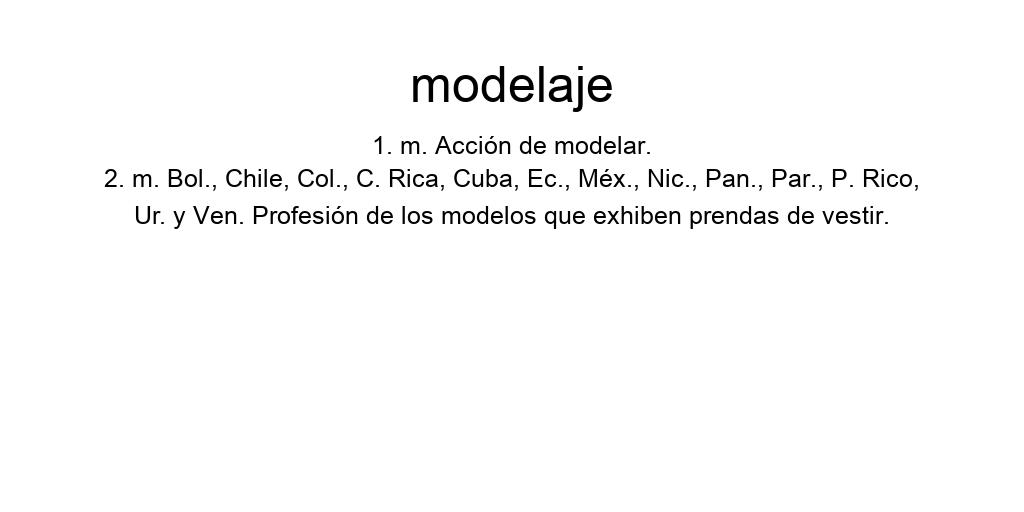 modelaje
1. m. Acción de modelar.
2. m. Bol., Chile, Col., C. Rica, Cuba, Ec., Méx., Nic., Pan., Par., P. Rico,
Ur. y Ven. Profesión de los modelos que exhiben prendas de vestir.